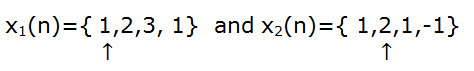 x₁(n)={ 1,2,3, 1} and x₂(n)={ 1,2,1,-1}
↑ ↑